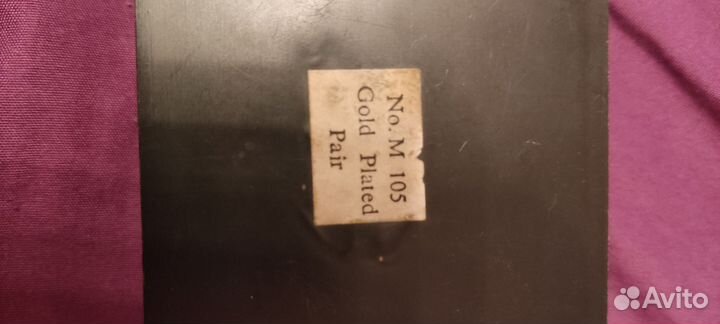 No. M 105
Gold Plated
Pair
Avito